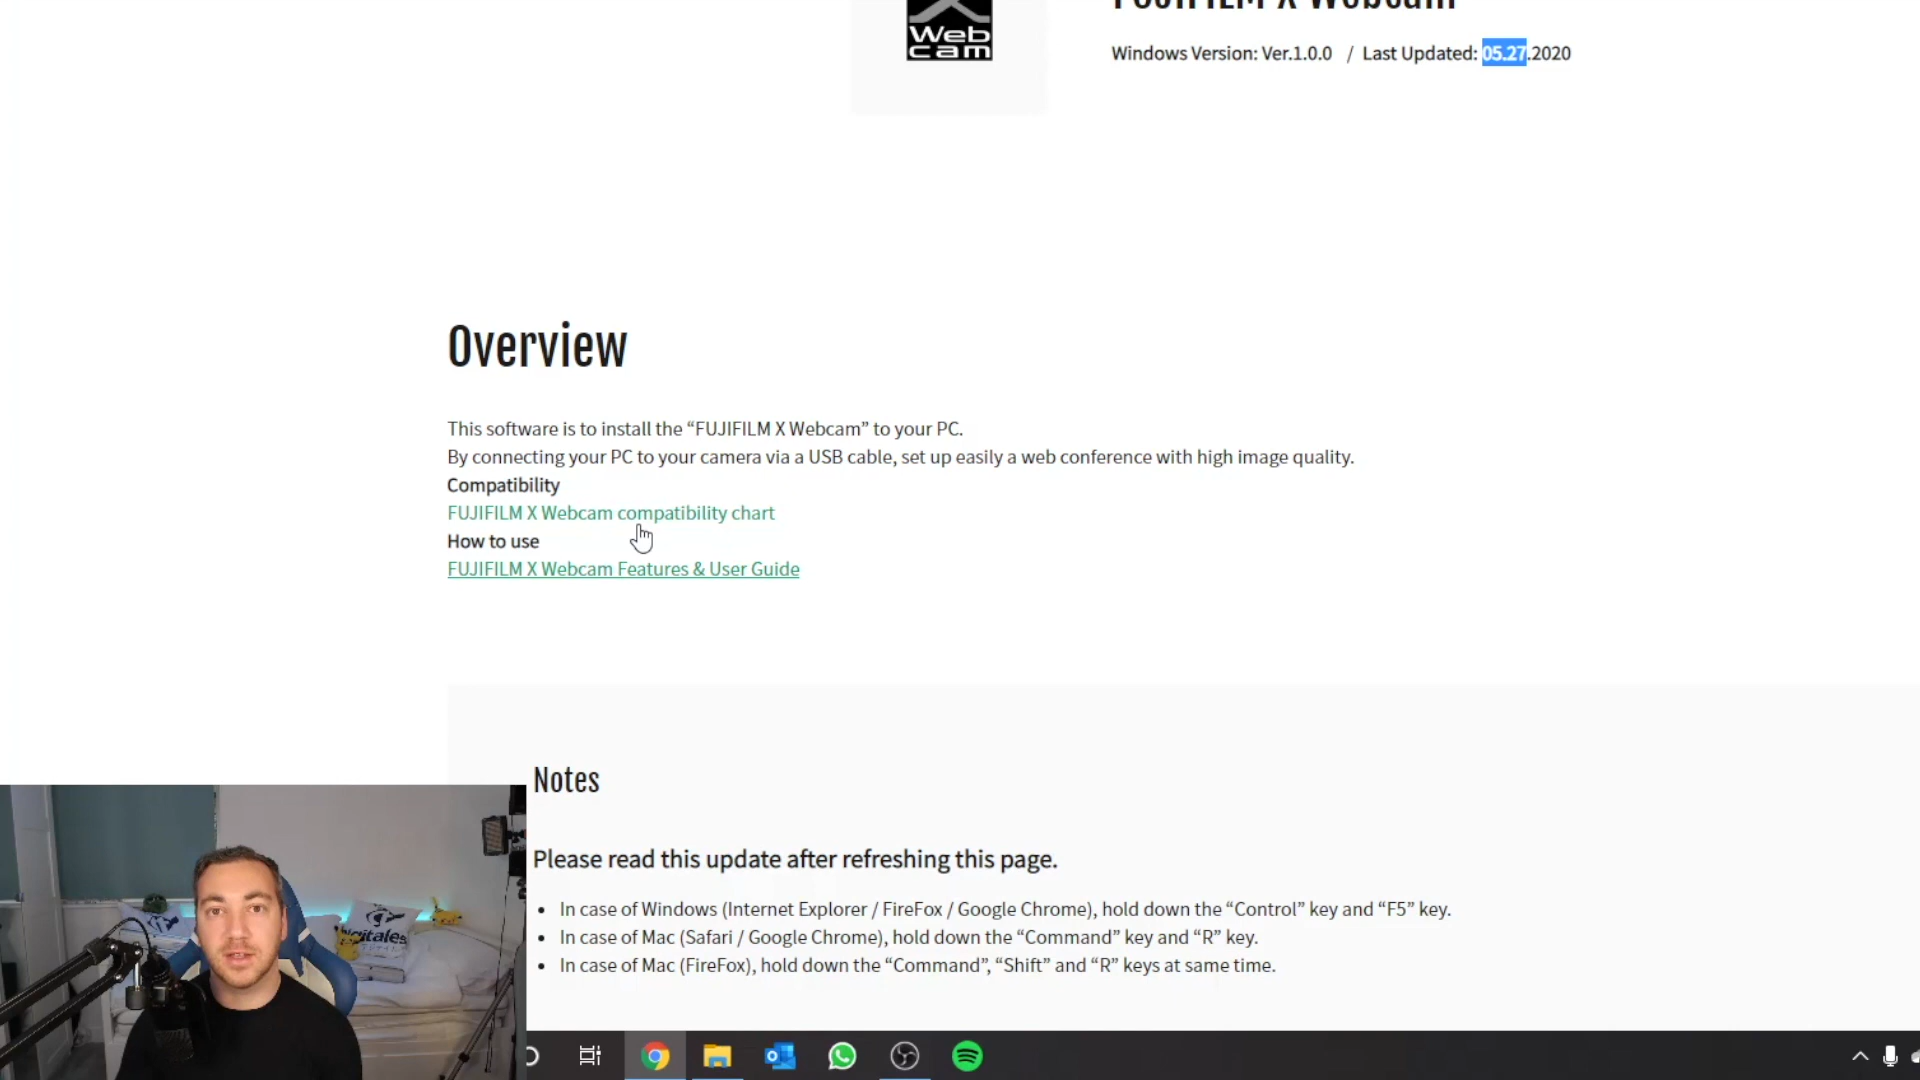 FUJIFILM X Webcam
Web
cam
Windows Version: Ver.1.0.0 / Last Updated: 05.27.2020
Overview
This software is to install the “FUJIFILM X Webcam” to your PC.
By connecting your PC to your camera via a USB cable, set up easily a web conference with high image quality.
Compatibility
FUJIFILM X Webcam compatibility chart
How to use
FUJIFILM X Webcam Features & User Guide
Notes
Please read this update after refreshing this page.
• In case of Windows (Internet Explorer / FireFox / Google Chrome), hold down the “Control” key and “F5” key.
• In case of Mac (Safari / Google Chrome), hold down the “Command” key and “R” key.
• In case of Mac (FireFox), hold down the “Command”, “Shift” and “R” keys at same time.